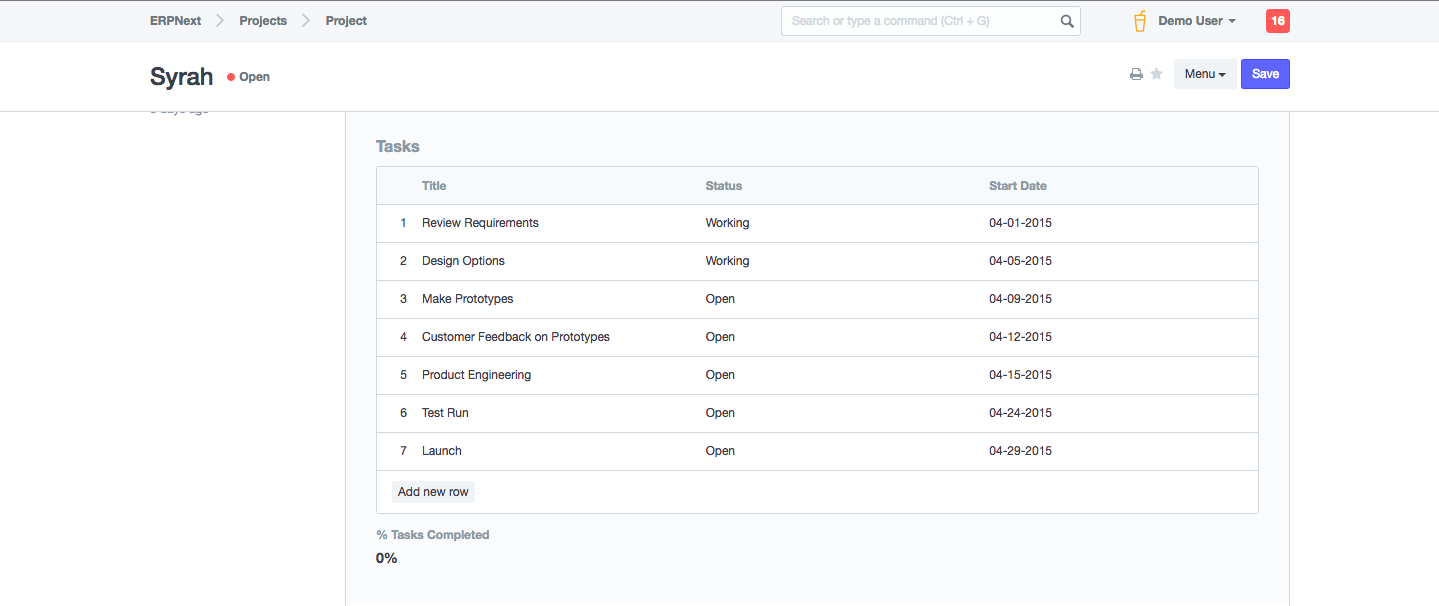 ERPNext Projects Project Search or type a command (Ctrl + G) Demo User 16
Syrah Open Menu Save
Tasks
Title Status Start Date
1 Review Requirements Working 04-01-2015
2 Design Options Working 04-05-2015
3 Make Prototypes Open 04-09-2015
4 Customer Feedback on Prototypes Open 04-12-2015
5 Product Engineering Open 04-15-2015
6 Test Run Open 04-24-2015
7 Launch Open 04-29-2015
Add new row
% Tasks Completed
0%